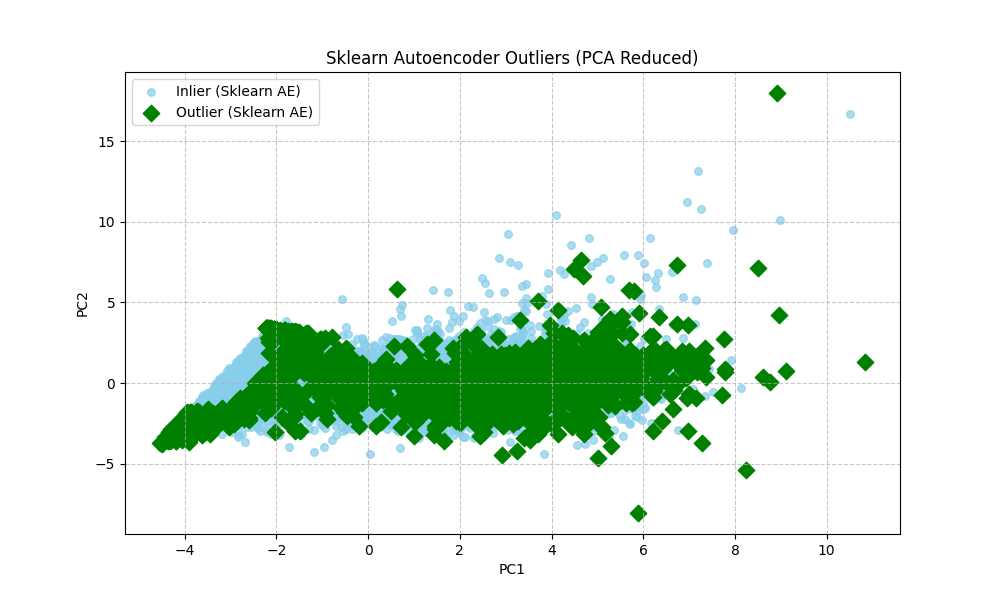 Sklearn Autoencoder Outliers (PCA Reduced)
Inlier (Sklearn AE)
Outlier (Sklearn AE)
15
10
5
0
−5
PC2
−4
−2
0
2
4
6
8
10
PC1